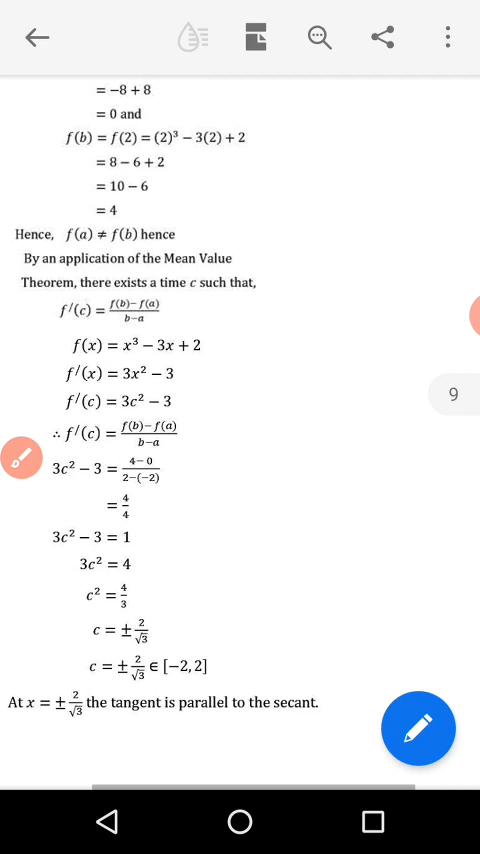 = −8 + 8
= 0 and
f(b) = f(2) = (2)³ − 3(2) + 2
= 8 − 6 + 2
= 10 − 6
= 4
Hence, f(a) ≠ f(b) hence
By an application of the Mean Value
Theorem, there exists a time c such that,
f′(c) = f(b)− f(a) / b−a
f(x) = x³ − 3x + 2
f′(x) = 3x² − 3
9
f′(c) = 3c² − 3
∴ f′(c) = f(b)− f(a) / b−a
3c² − 3 = 4− 0 / 2−(−2)
= 4/4
3c² − 3 = 1
3c² = 4
c² = 4/3
c = ± 2/√3
c = ± 2/√3 ∈ [−2, 2]
At x = ± 2/√3 the tangent is parallel to the secant.